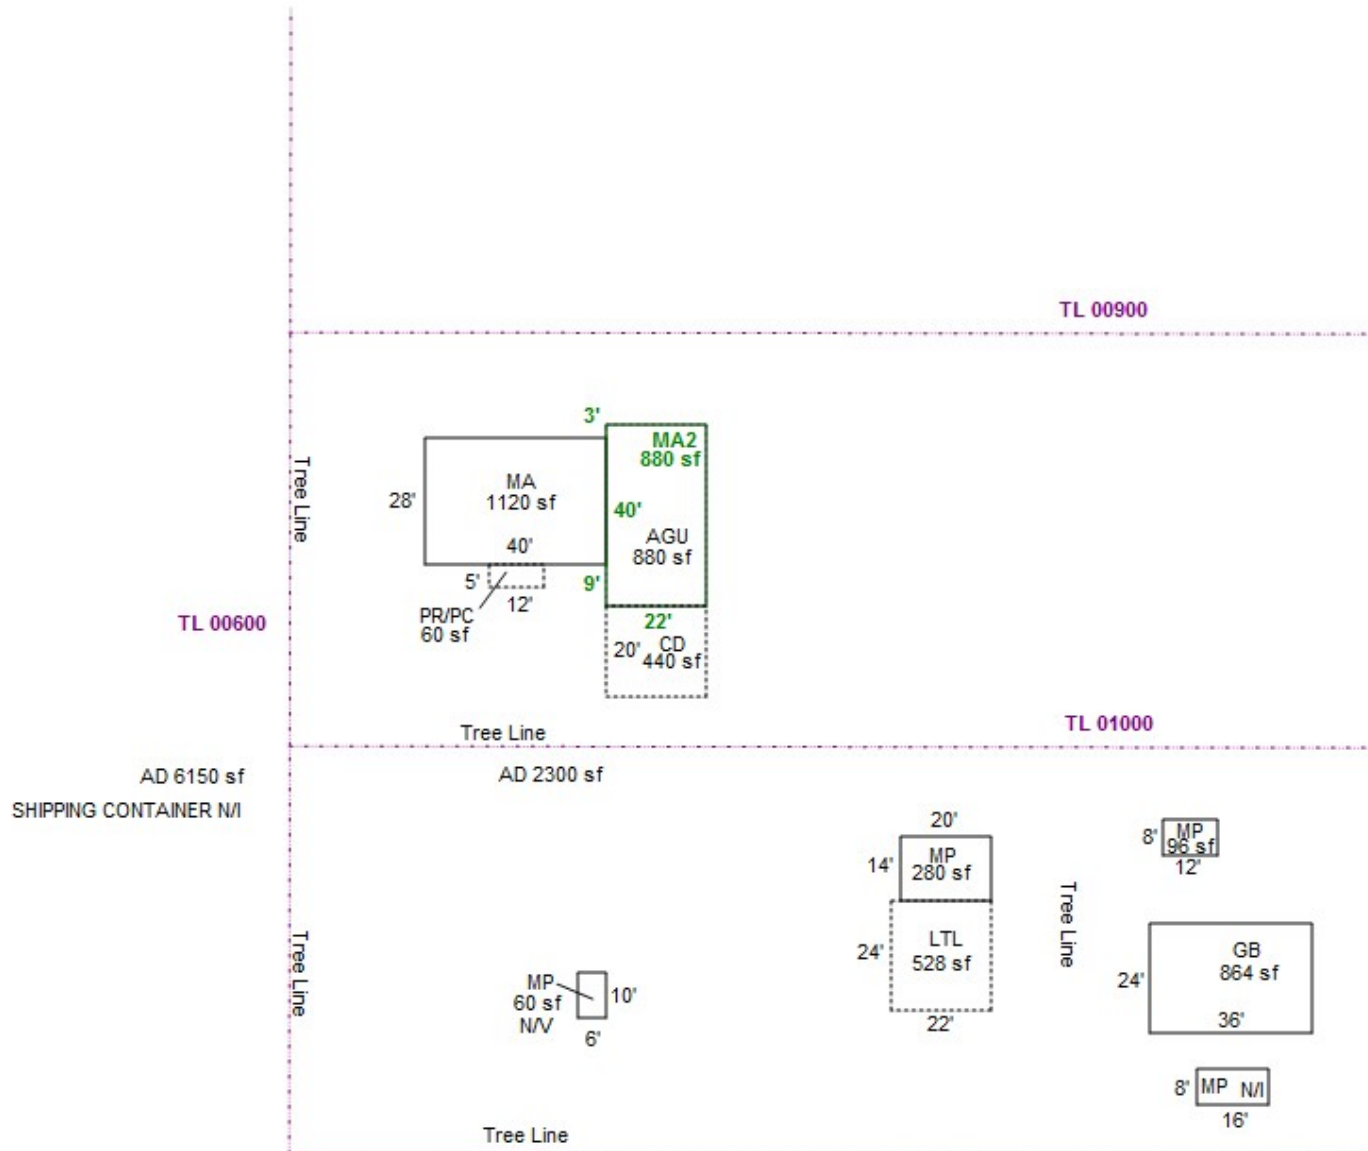 TL 00900
3'
MA2
880 sf
MA
1120 sf
28'
40'
AGU
880 sf
40'
Tree Line
5'
12'
9'
PR/PC
60 sf
22'
20'
CD
440 sf
TL 00600
Tree Line
TL 01000
AD 6150 sf
AD 2300 sf
SHIPPING CONTAINER N/I
20'
14'
MP
280 sf
8'
MP
96 sf
12'
Tree Line
24'
LTL
528 sf
22'
24'
GB
864 sf
36'
Tree Line
MP
60 sf
N/V
10'
6'
8'
MP N/I
16'
Tree Line